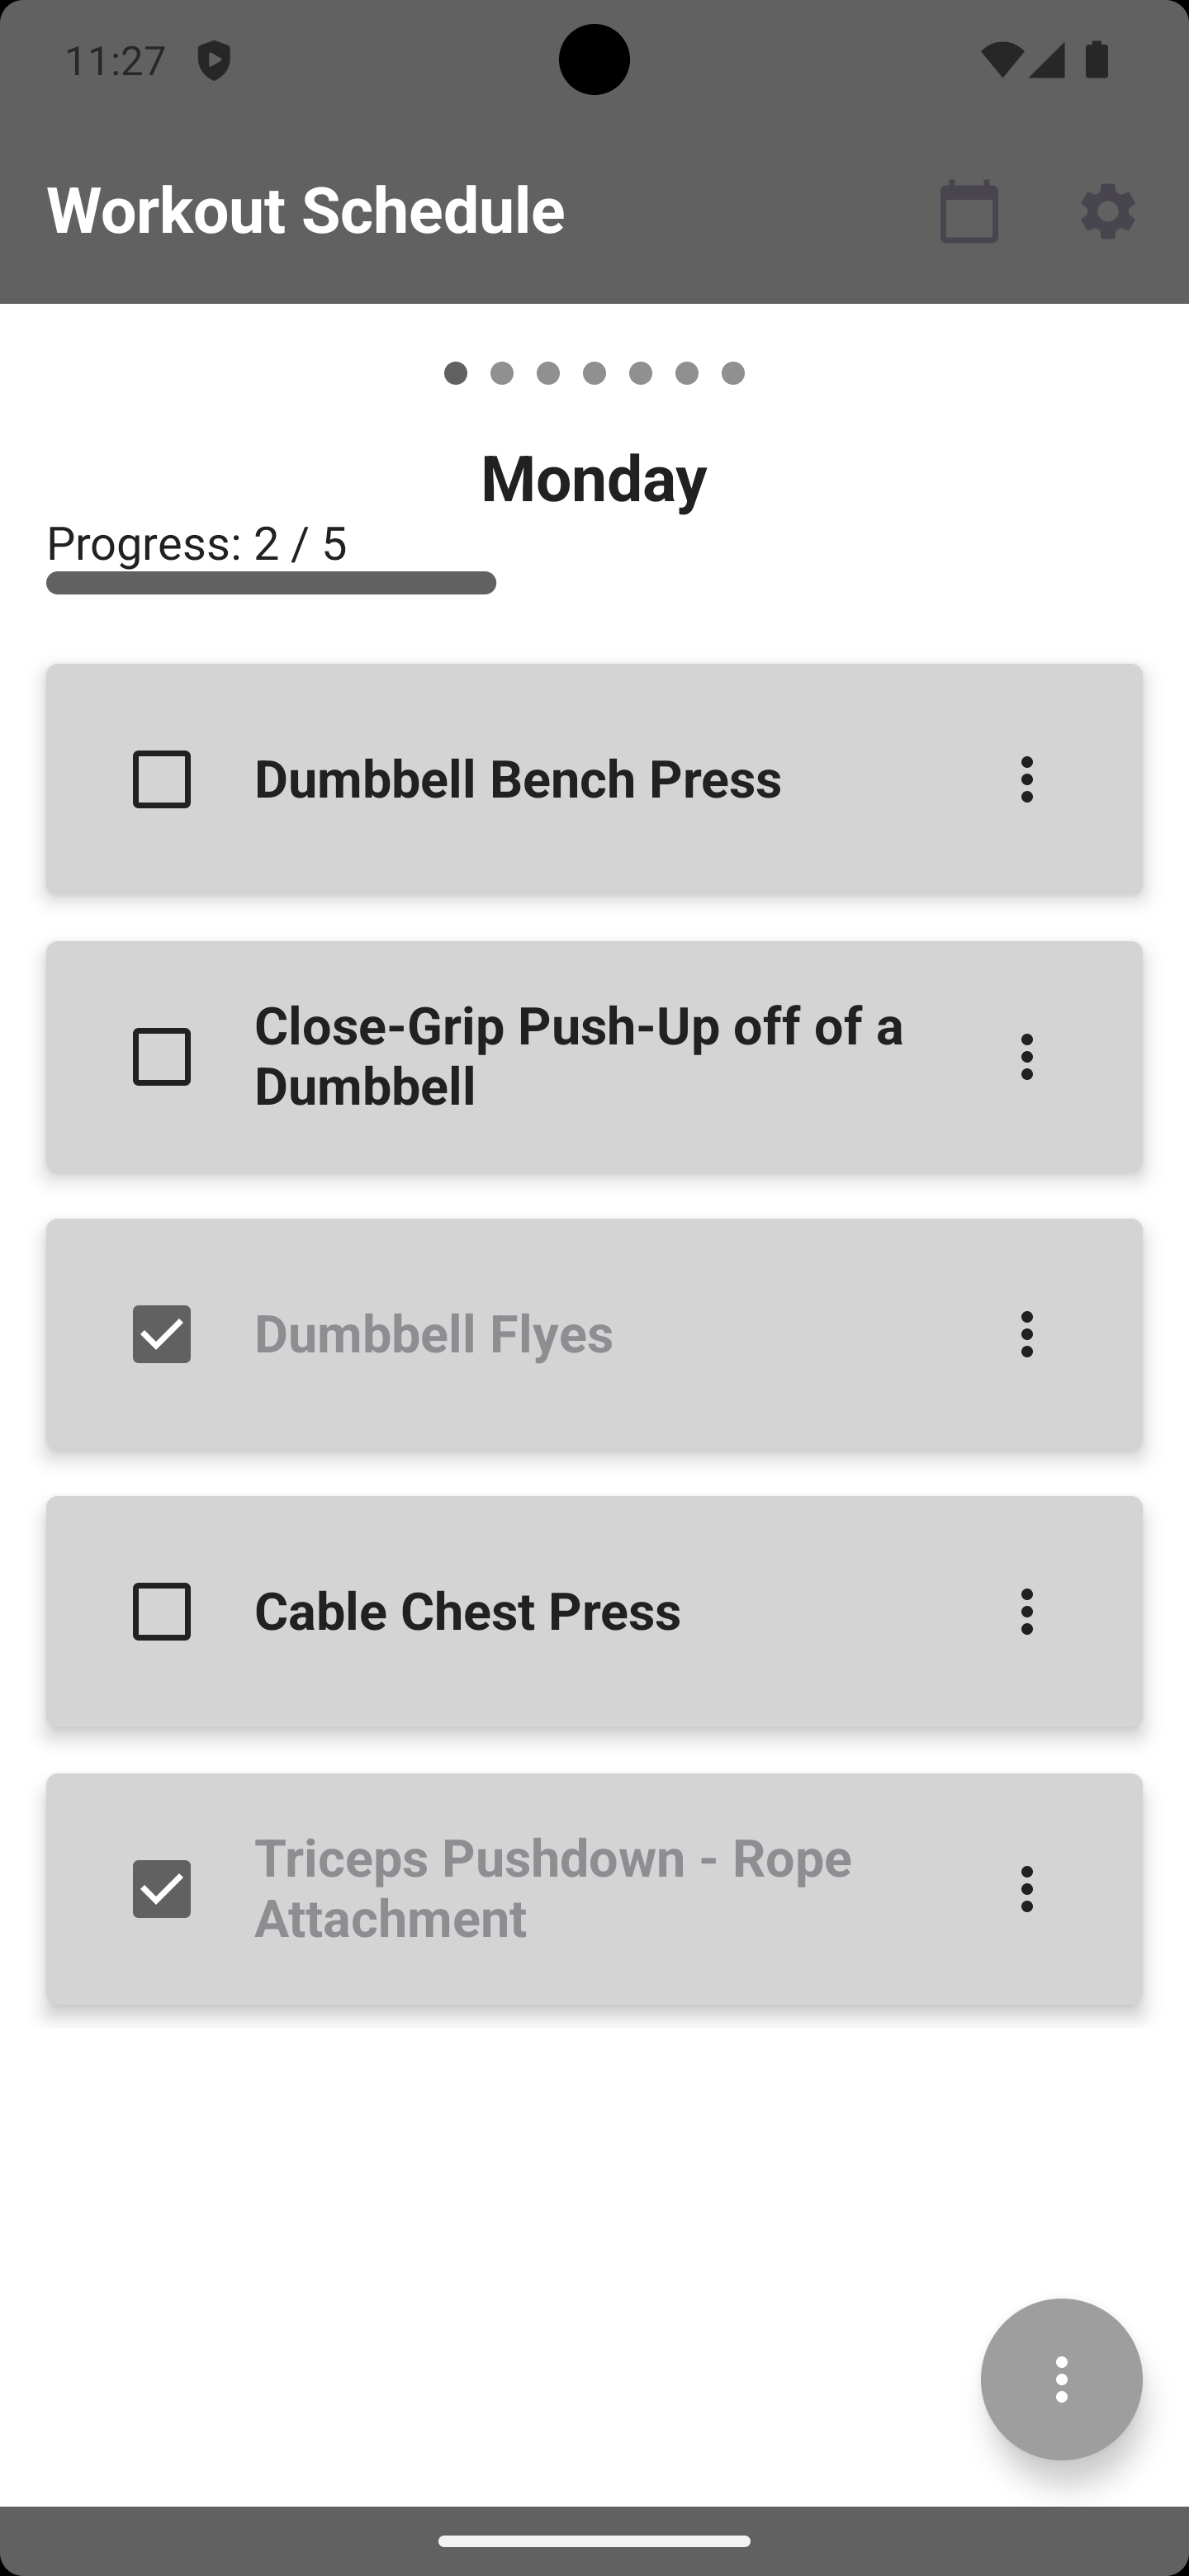 11:27
Workout Schedule
Monday
Progress: 2 / 5
Dumbbell Bench Press
Close-Grip Push-Up off of a
Dumbbell
Dumbbell Flyes
Cable Chest Press
Triceps Pushdown - Rope
Attachment